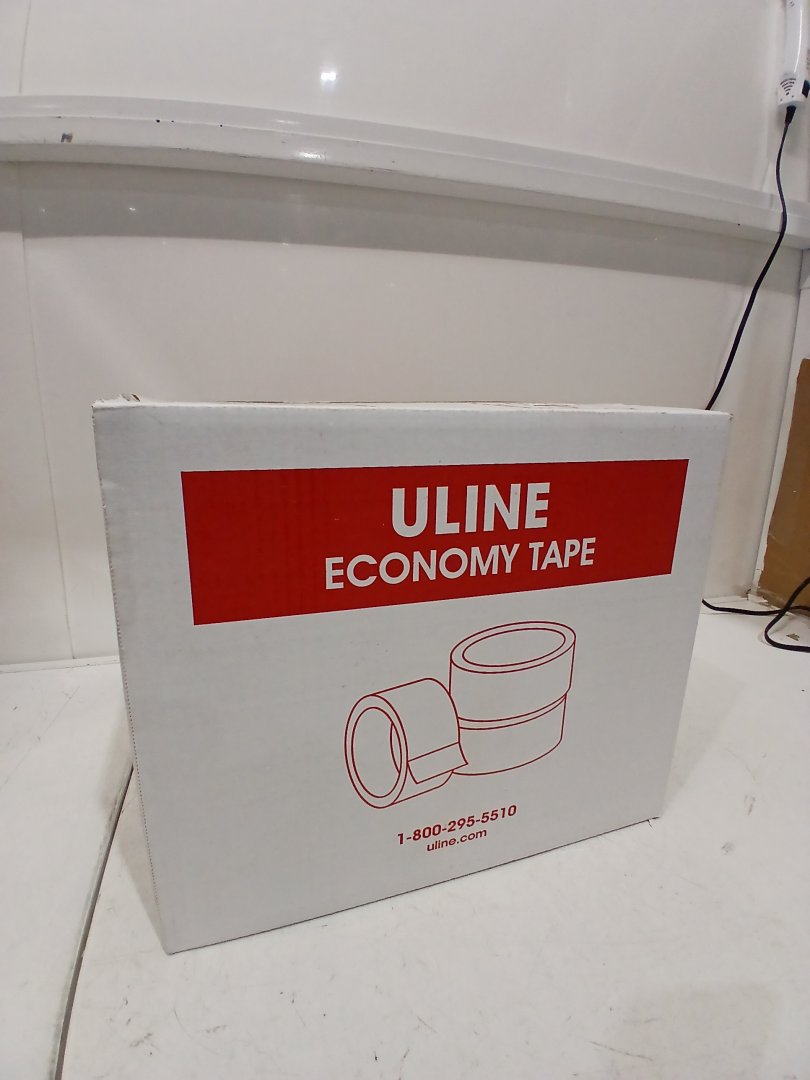 ULINE
ECONOMY TAPE
1-800-295-5510
uline.com